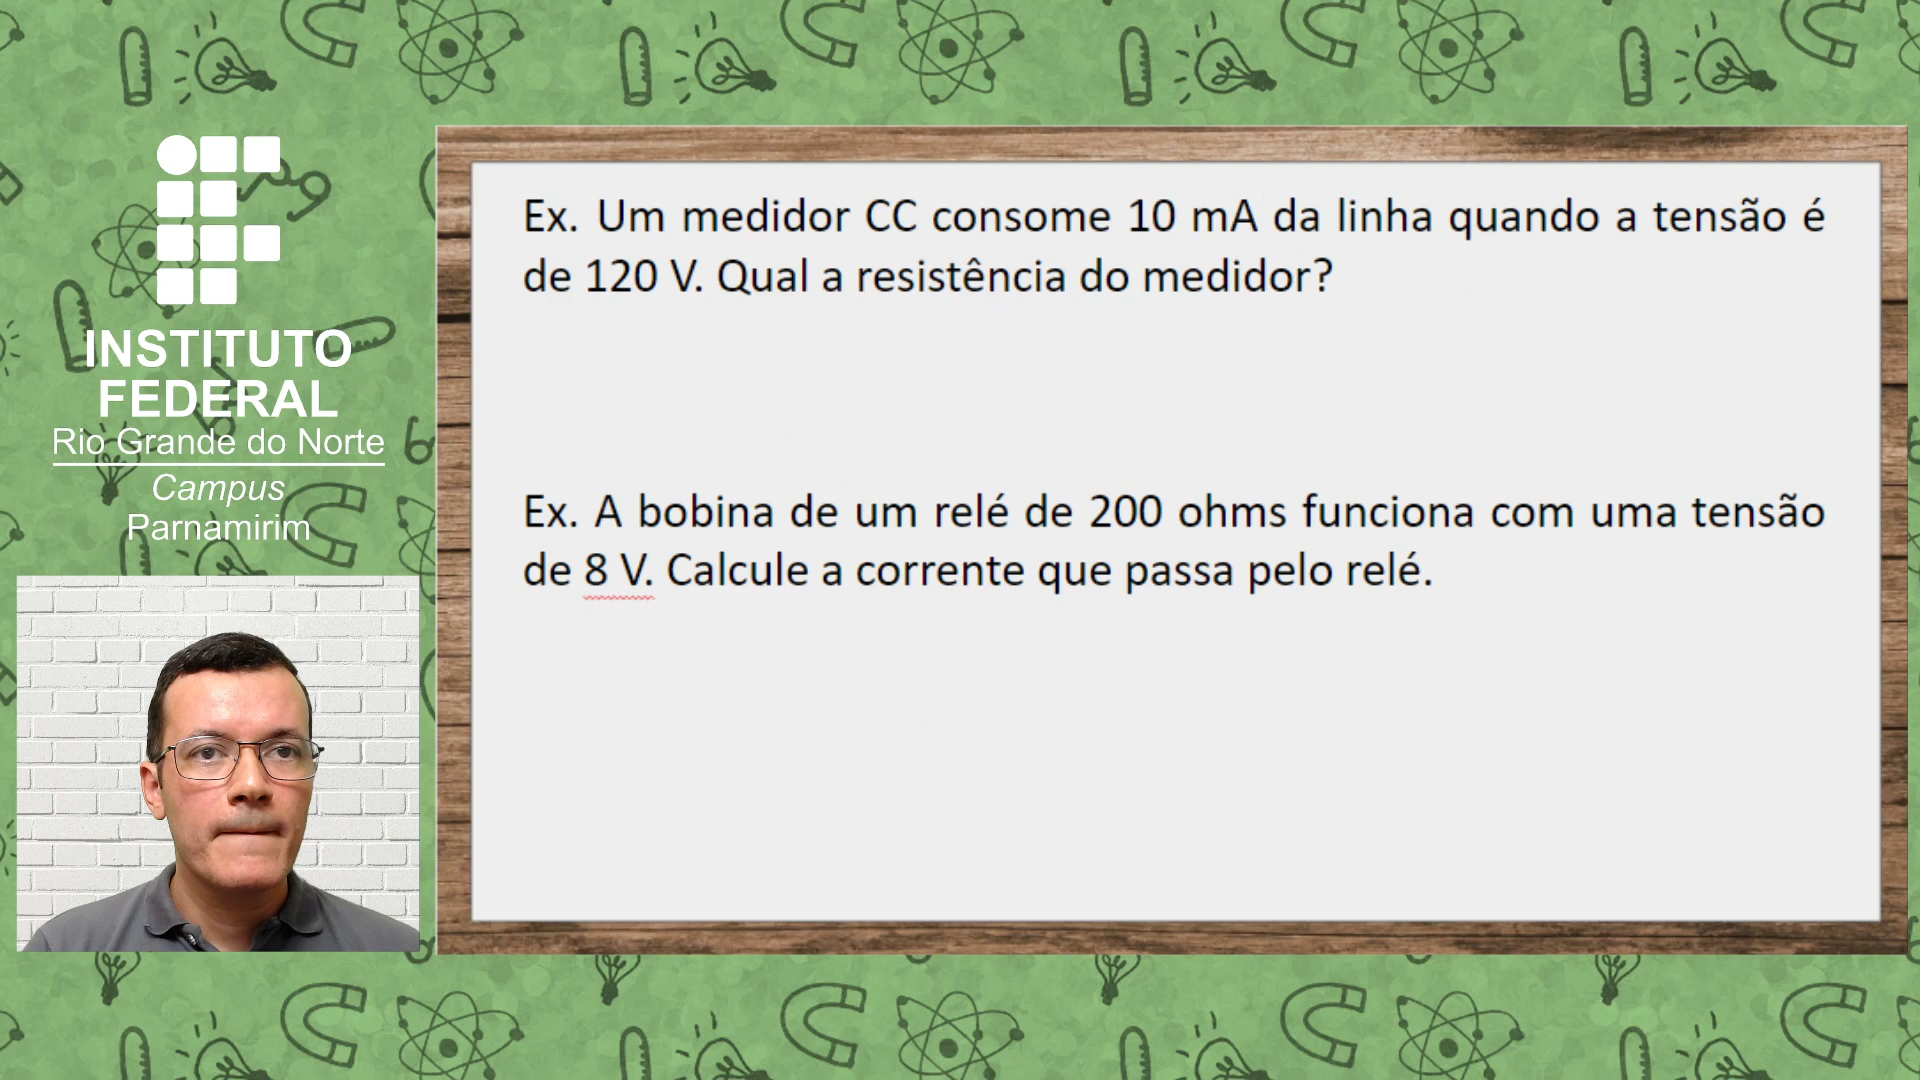 INSTITUTO
FEDERAL
Rio Grande do Norte
Campus
Parnamirim
Ex. Um medidor CC consome 10 mA da linha quando a tensão é
de 120 V. Qual a resistência do medidor?
Ex. A bobina de um relé de 200 ohms funciona com uma tensão
de 8 V. Calcule a corrente que passa pelo relé.